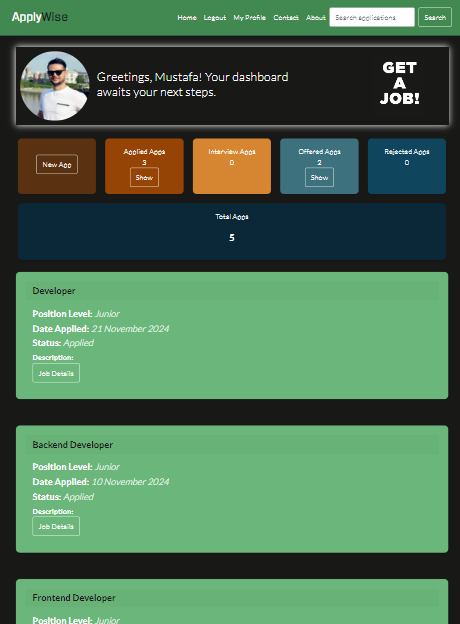 ApplyWise
Home Logout My Profile Contact About Search applications Search
Greetings, Mustafa! Your dashboard
awaits your next steps.
GET
A
JOB!
New App
Applied Apps
3
Show
Interview Apps
0
Offered Apps
2
Show
Rejected Apps
0
Total Apps
5
Developer
Position Level: Junior
Date Applied: 21 November 2024
Status: Applied
Description:
Job Details
Backend Developer
Position Level: Junior
Date Applied: 10 November 2024
Status: Applied
Description:
Job Details
Frontend Developer
Position Level: Junior